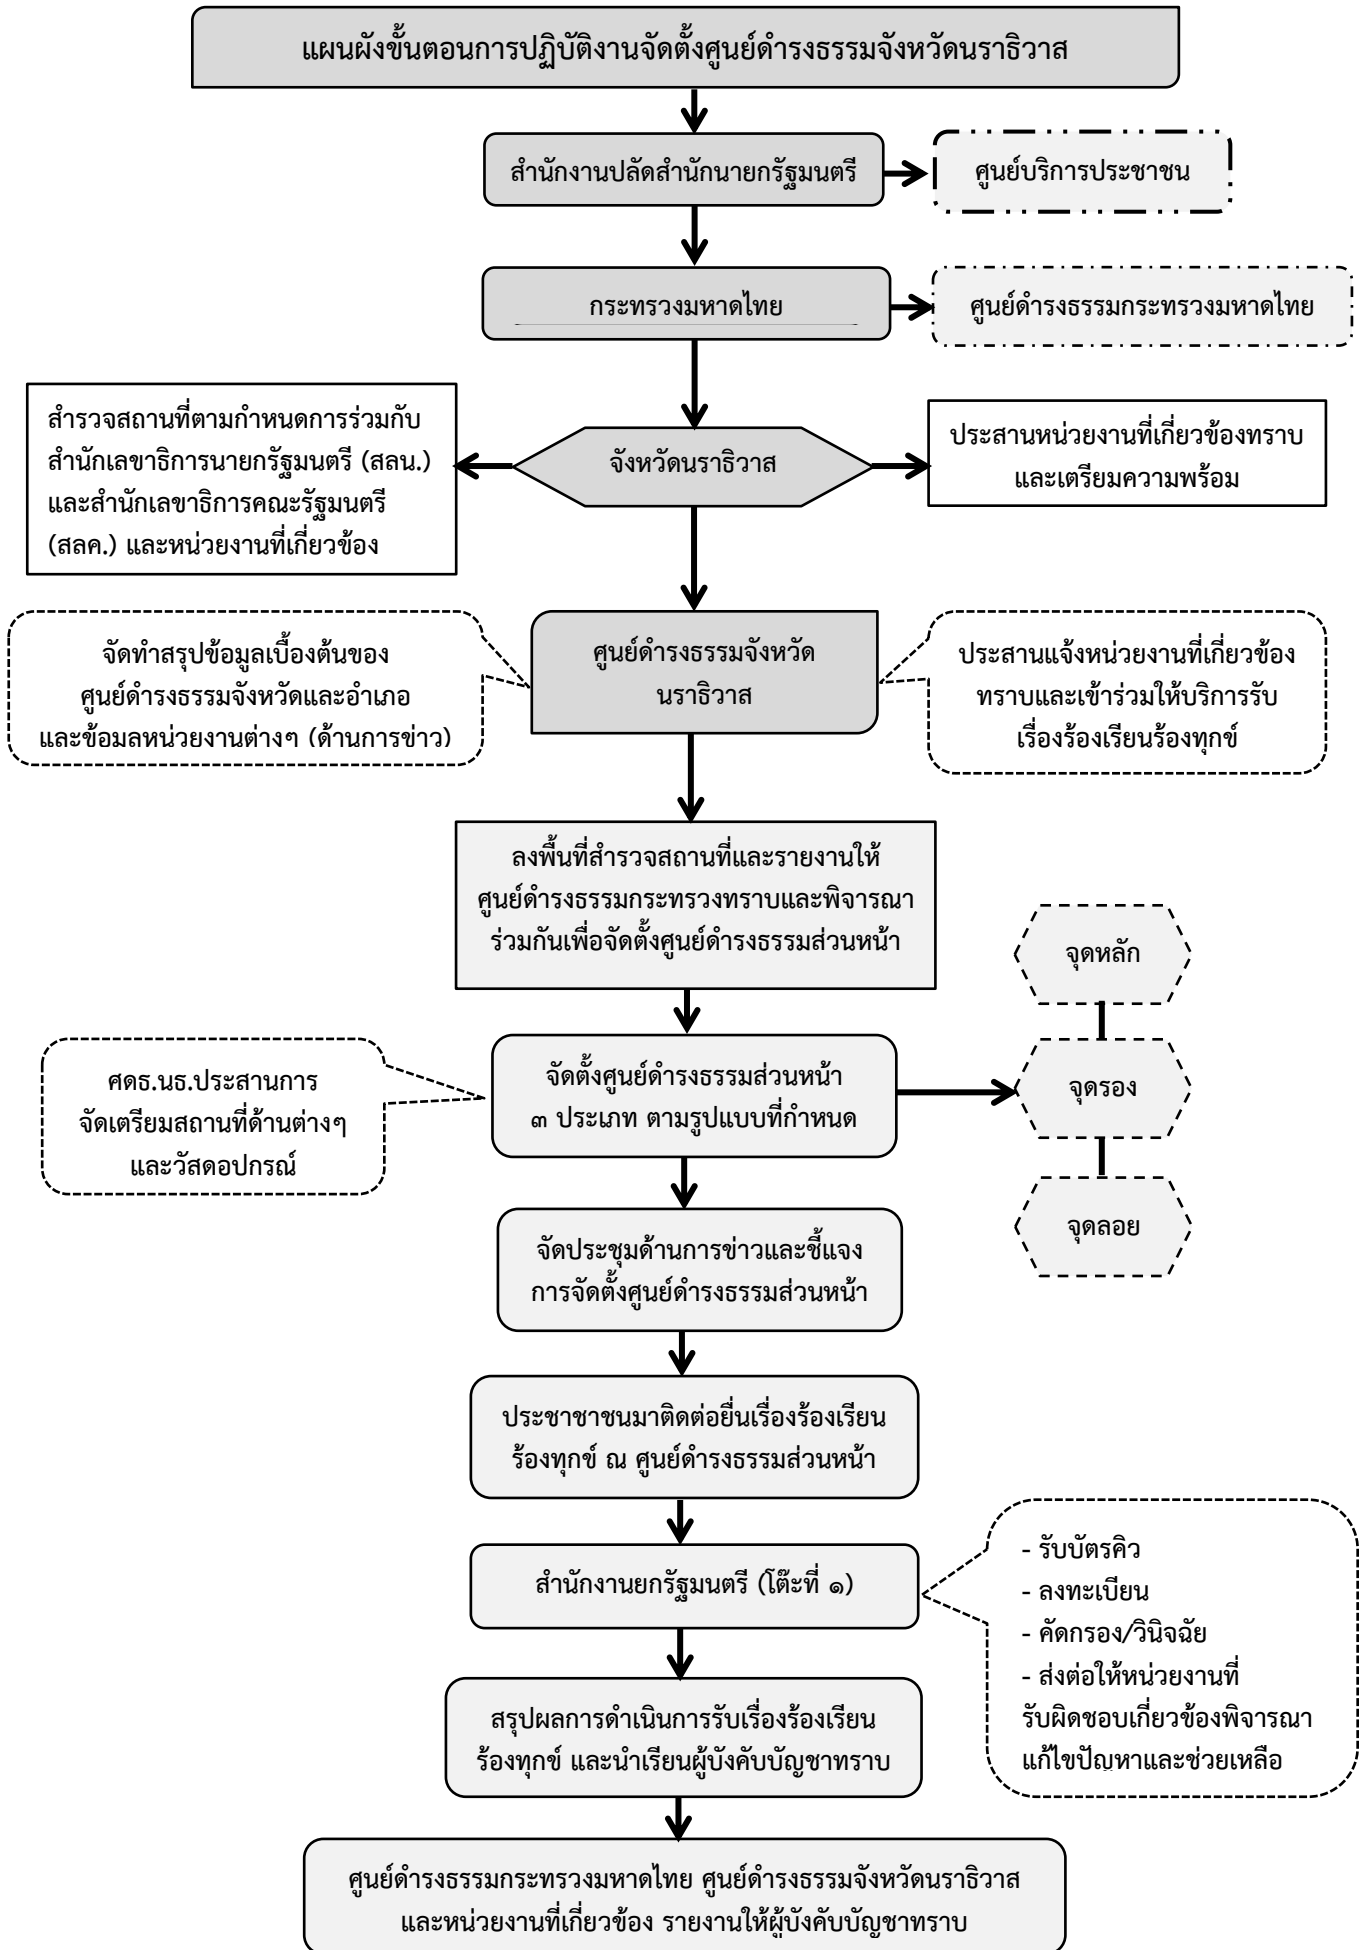 แผนผังขั้นตอนการปฏิบัติงานจัดตั้งศูนย์ดำรงธรรมจังหวัดนราธิวาส
สำนักงานปลัดสำนักนายกรัฐมนตรี
ศูนย์บริการประชาชน
กระทรวงมหาดไทย
ศูนย์ดำรงธรรมกระทรวงมหาดไทย
สำรวจสถานที่ตามกำหนดการร่วมกับ
สำนักเลขาธิการนายกรัฐมนตรี (สลน.)
และสำนักเลขาธิการคณะรัฐมนตรี
(สลค.) และหน่วยงานที่เกี่ยวข้อง
จังหวัดนราธิวาส
ประสานหน่วยงานที่เกี่ยวข้องทราบ
และเตรียมความพร้อม
จัดทำสรุปข้อมูลเบื้องต้นของ
ศูนย์ดำรงธรรมจังหวัดและอำเภอ
และข้อมลหน่วยงานต่างๆ (ด้านการข่าว)
ศูนย์ดำรงธรรมจังหวัด
นราธิวาส
ประสานแจ้งหน่วยงานที่เกี่ยวข้อง
ทราบและเข้าร่วมให้บริการรับ
เรื่องร้องเรียนร้องทุกข์
ลงพื้นที่สำรวจสถานที่และรายงานให้
ศูนย์ดำรงธรรมกระทรวงทราบและพิจารณา
ร่วมกันเพื่อจัดตั้งศูนย์ดำรงธรรมส่วนหน้า
จุดหลัก
ศดธ.นธ.ประสานการ
จัดเตรียมสถานที่ด้านต่างๆ
และวัสดอปกรณ์
จัดตั้งศูนย์ดำรงธรรมส่วนหน้า
๓ ประเภท ตามรูปแบบที่กำหนด
จุดรอง
จุดลอย
จัดประชุมด้านการข่าวและชี้แจง
การจัดตั้งศูนย์ดำรงธรรมส่วนหน้า
ประชาชาชนมาติดต่อยื่นเรื่องร้องเรียน
ร้องทุกข์ ณ ศูนย์ดำรงธรรมส่วนหน้า
สำนักงานยกรัฐมนตรี (โต๊ะที่ ๑)
- รับบัตรคิว
- ลงทะเบียน
- คัดกรอง/วินิจฉัย
- ส่งต่อให้หน่วยงานที่
รับผิดชอบเกี่ยวข้องพิจารณา
แก้ไขปัญหาและช่วยเหลือ
สรุปผลการดำเนินการรับเรื่องร้องเรียน
ร้องทุกข์ และนำเรียนผู้บังคับบัญชาทราบ
ศูนย์ดำรงธรรมกระทรวงมหาดไทย ศูนย์ดำรงธรรมจังหวัดนราธิวาส
และหน่วยงานที่เกี่ยวข้อง รายงานให้ผู้บังคับบัญชาทราบ